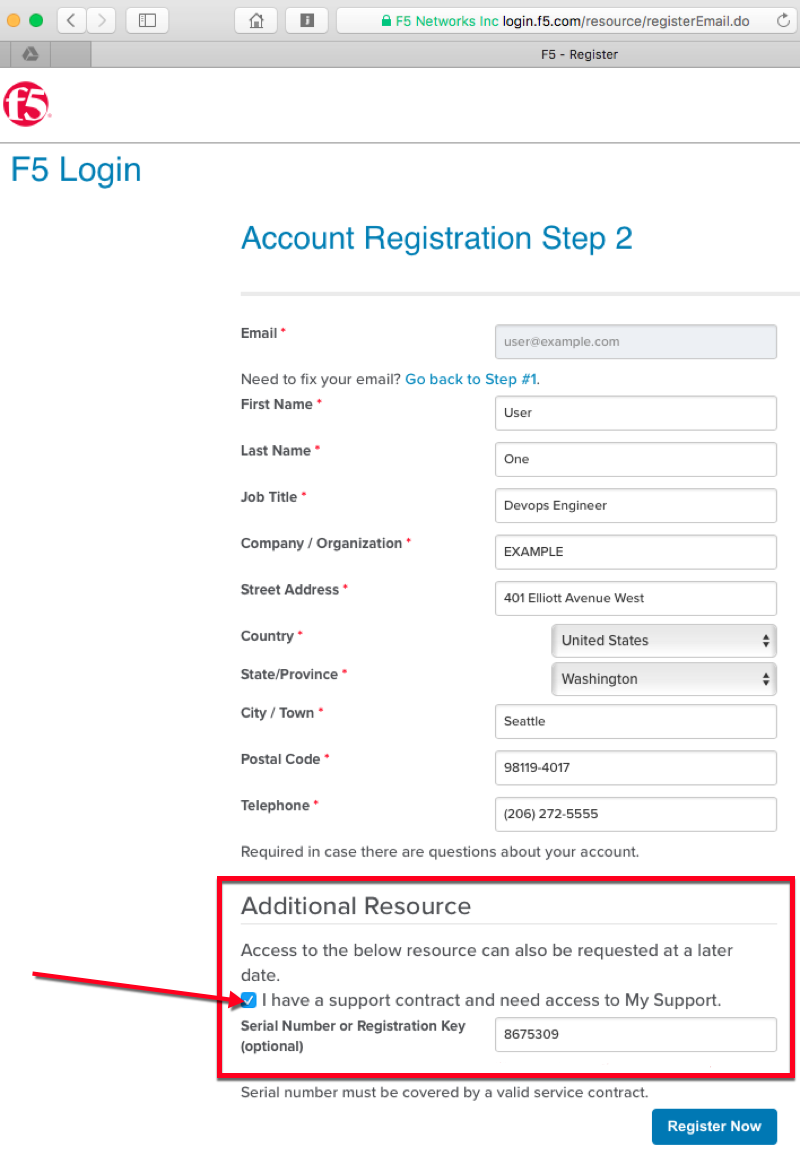 F5 Networks Inc login.f5.com/resource/registerEmail.do
F5 - Register
f5
F5 Login
Account Registration Step 2
Email *
user@example.com
Need to fix your email? Go back to Step #1.
First Name *
User
Last Name *
One
Job Title *
Devops Engineer
Company / Organization *
EXAMPLE
Street Address *
401 Elliott Avenue West
Country *
United States
State/Province *
Washington
City / Town *
Seattle
Postal Code *
98119-4017
Telephone *
(206) 272-5555
Required in case there are questions about your account.
Additional Resource
Access to the below resource can also be requested at a later
date.
I have a support contract and need access to My Support.
Serial Number or Registration Key
(optional)
8675309
Serial number must be covered by a valid service contract.
Register Now